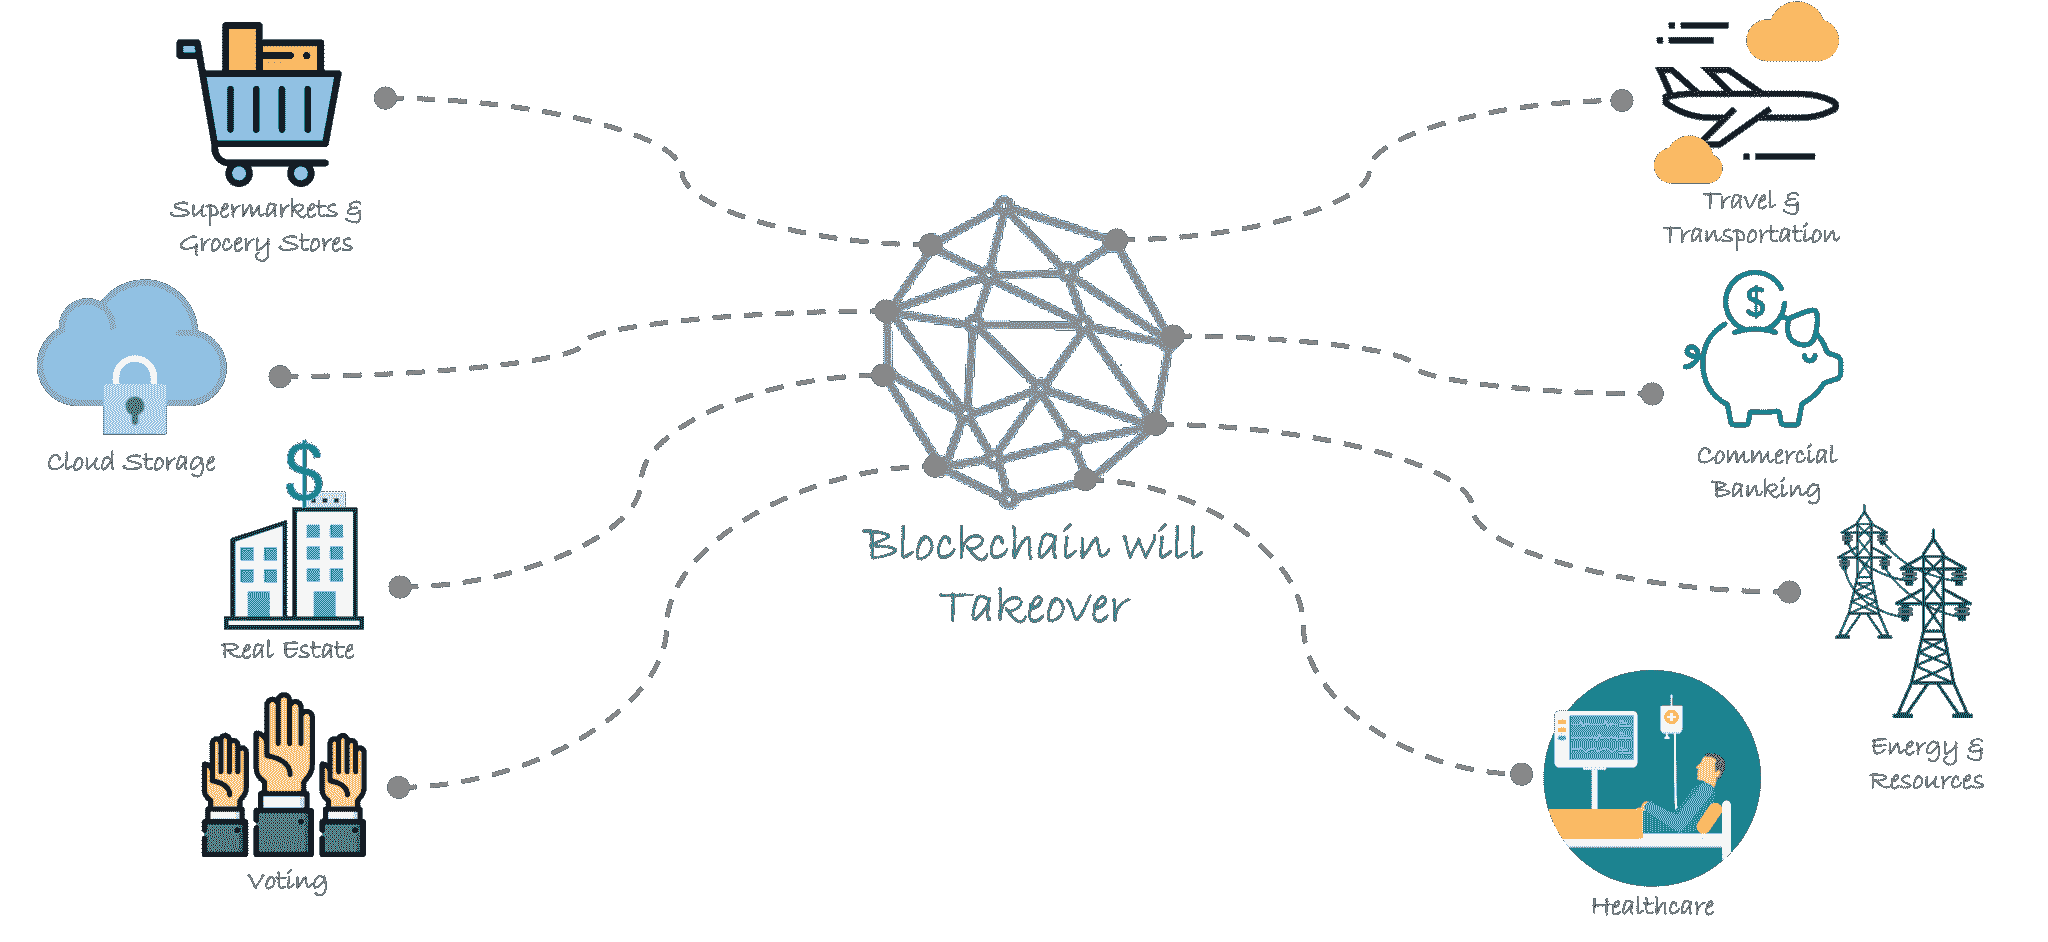 Supermarkets &
Grocery Stores
Travel &
Transportation
$
Cloud Storage
Commercial
Banking
$
Blockchain will
Takeover
Real Estate
Energy &
Resources
Voting
Healthcare